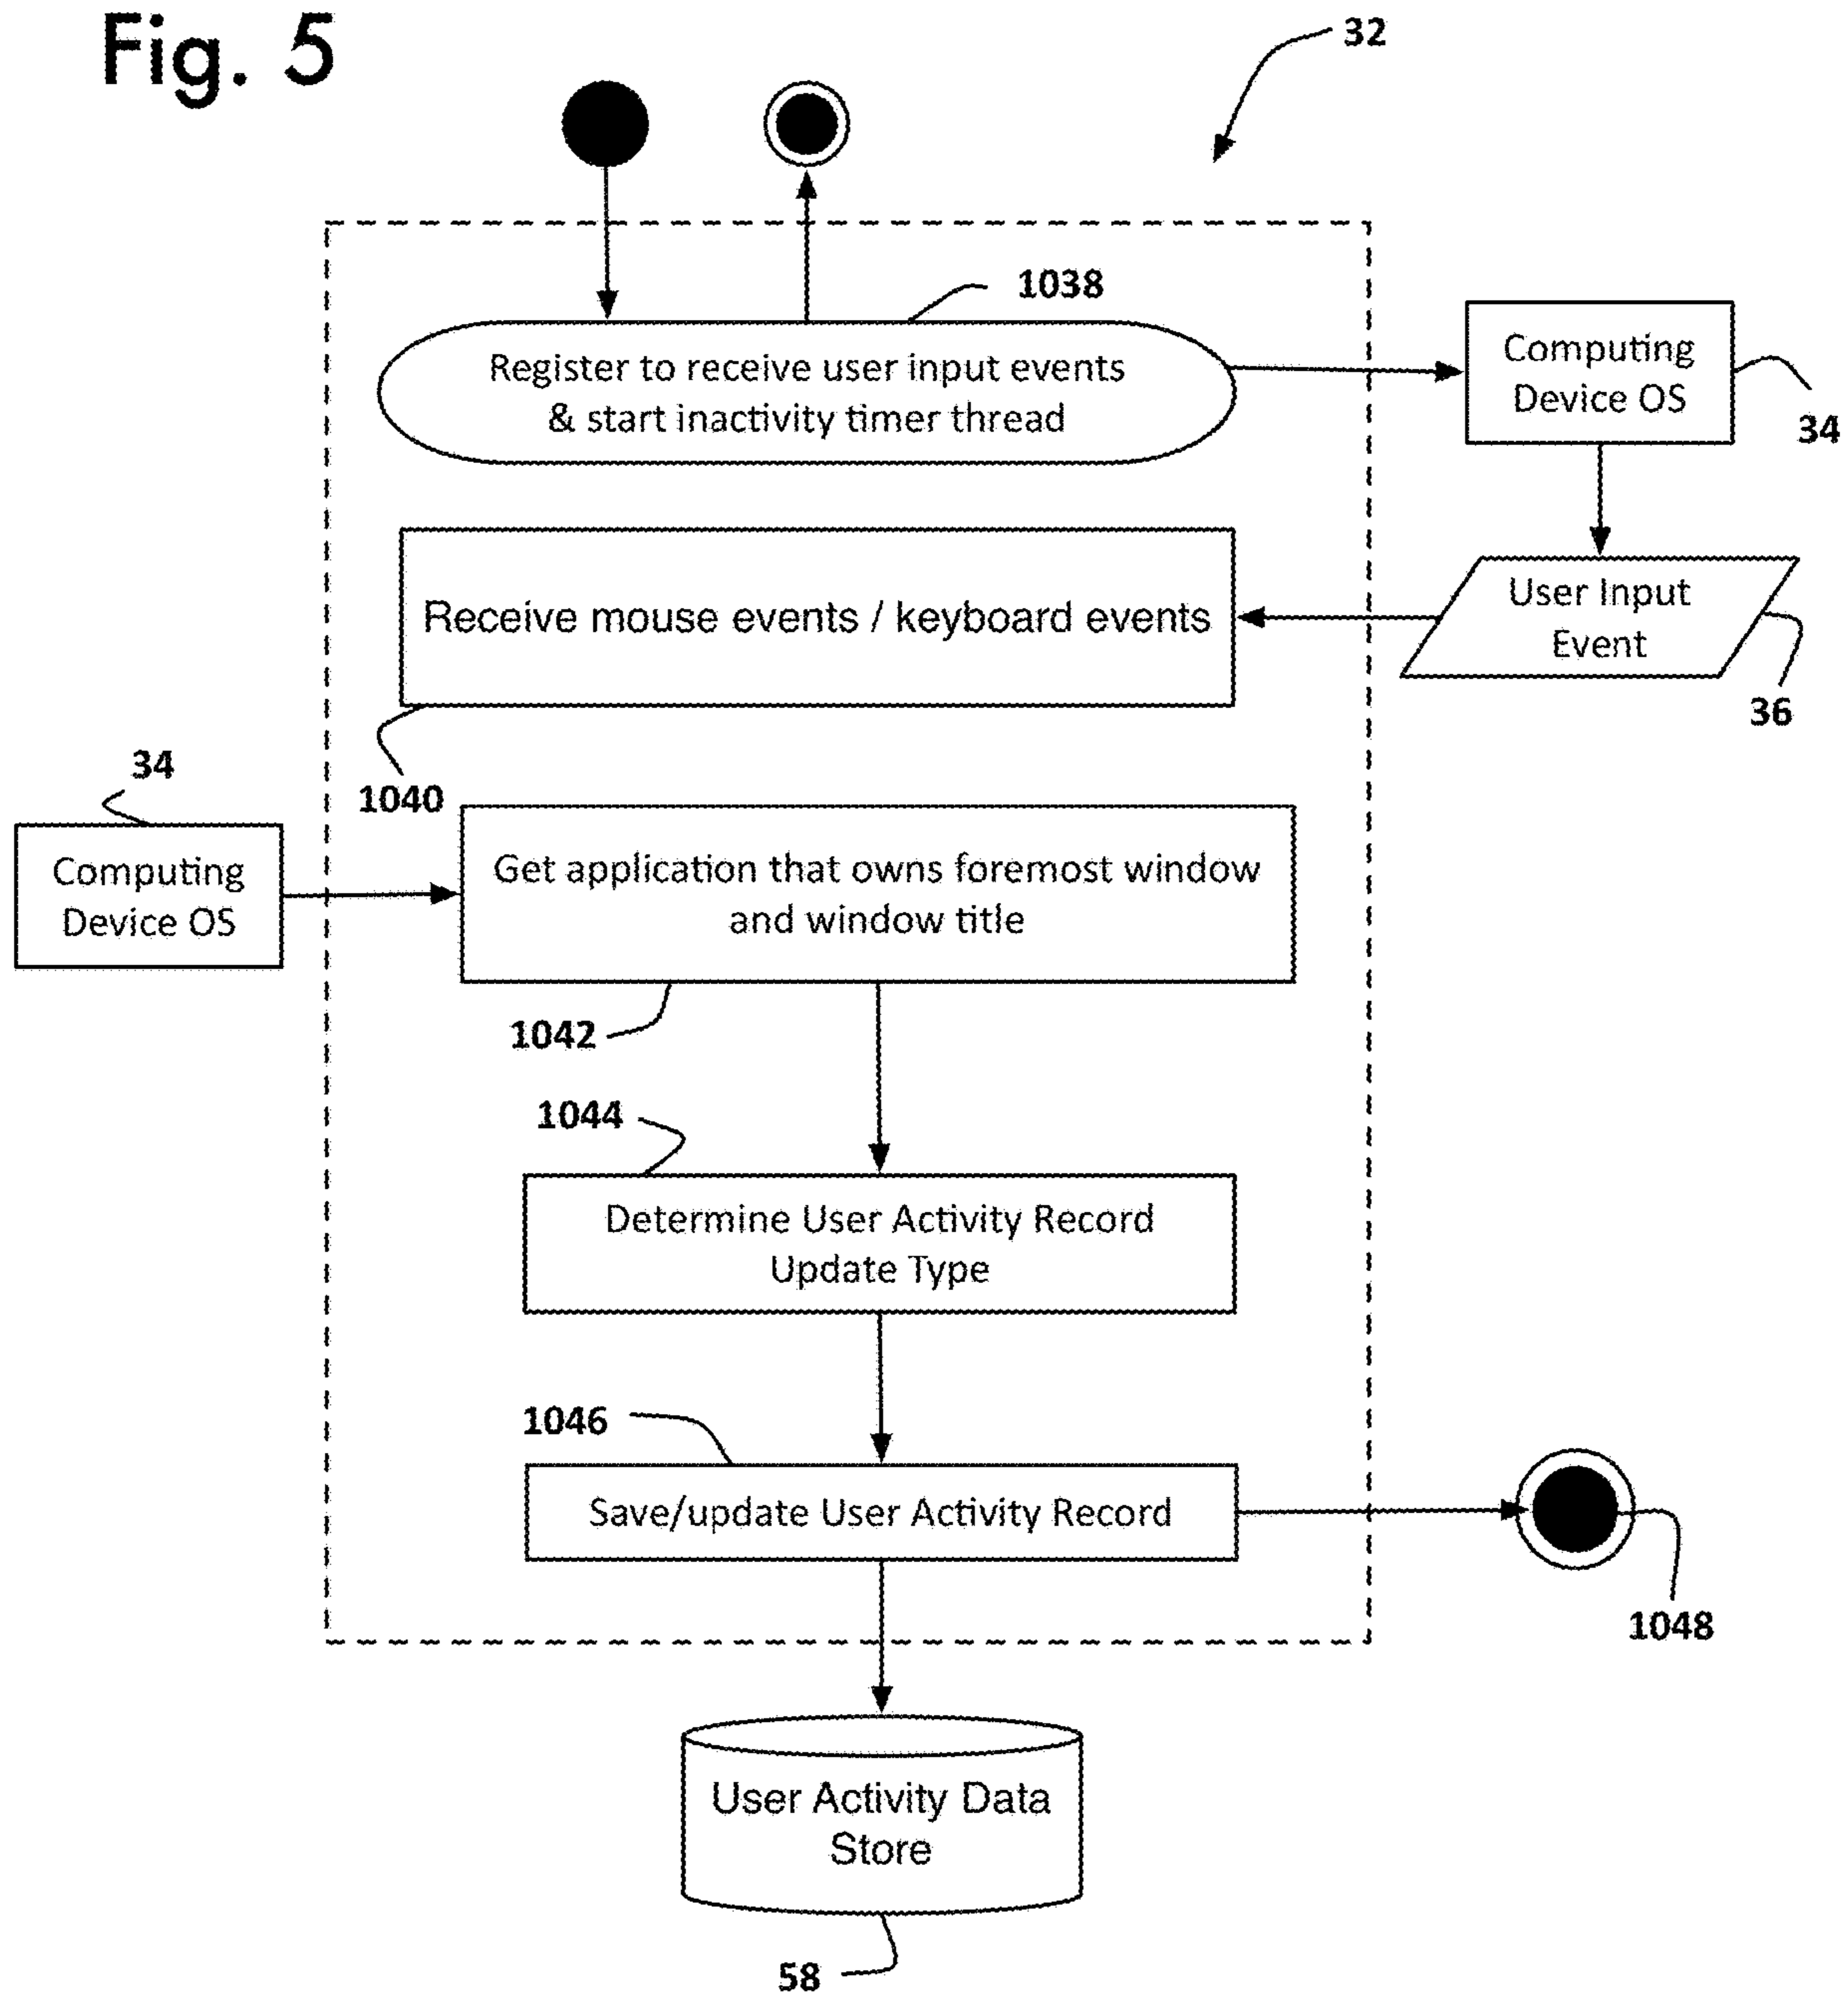 Fig. 5
32
1038
Register to receive user input events
& start inactivity timer thread
Computing
Device OS
34
Receive mouse events / keyboard events
User Input
Event
36
1040
34
Computing
Device OS
Get application that owns foremost window
and window title
1042
1044
Determine User Activity Record
Update Type
1046
Save/update User Activity Record
1048
User Activity Data
Store
58